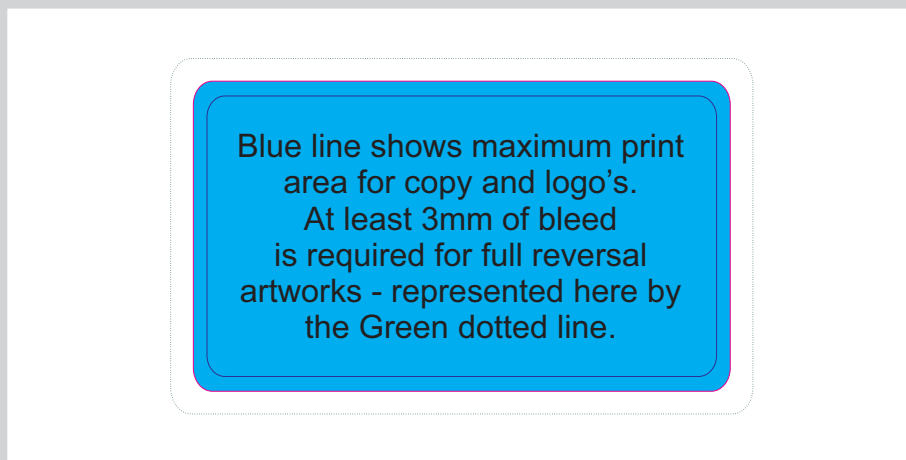 Blue line shows maximum print
area for copy and logo’s.
At least 3mm of bleed
is required for full reversal
artworks - represented here by
the Green dotted line.